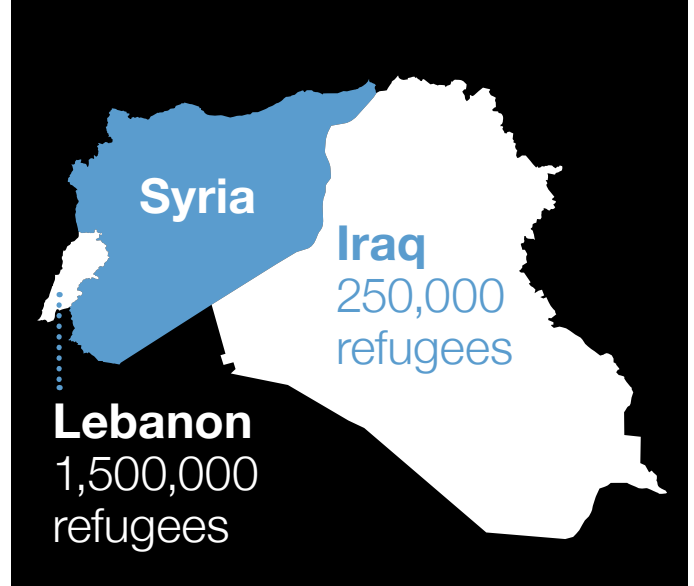 Syria
Iraq
250,000
refugees
Lebanon
1,500,000
refugees